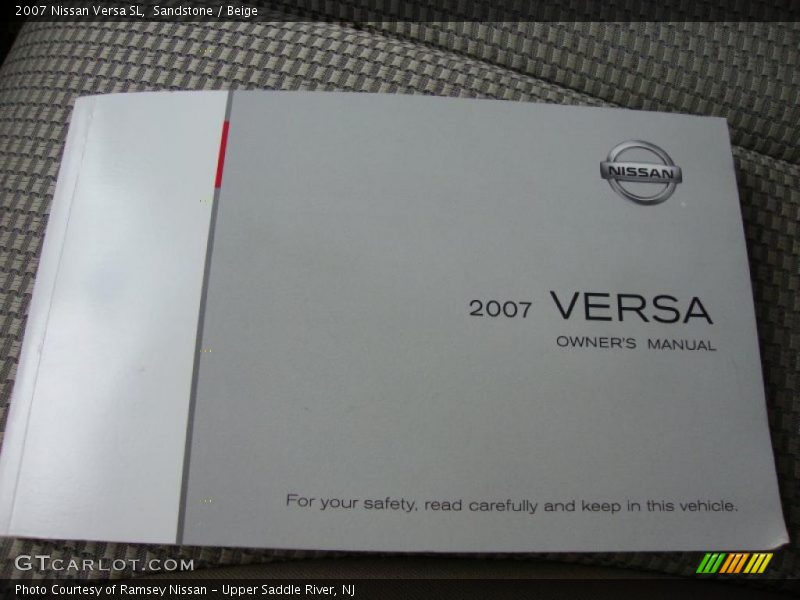 2007 Nissan Versa SL, Sandstone / Beige
NISSAN
2007 VERSA
OWNER'S MANUAL
For your safety, read carefully and keep in this vehicle.
GTCARLOT.COM
Photo Courtesy of Ramsey Nissan - Upper Saddle River, NJ